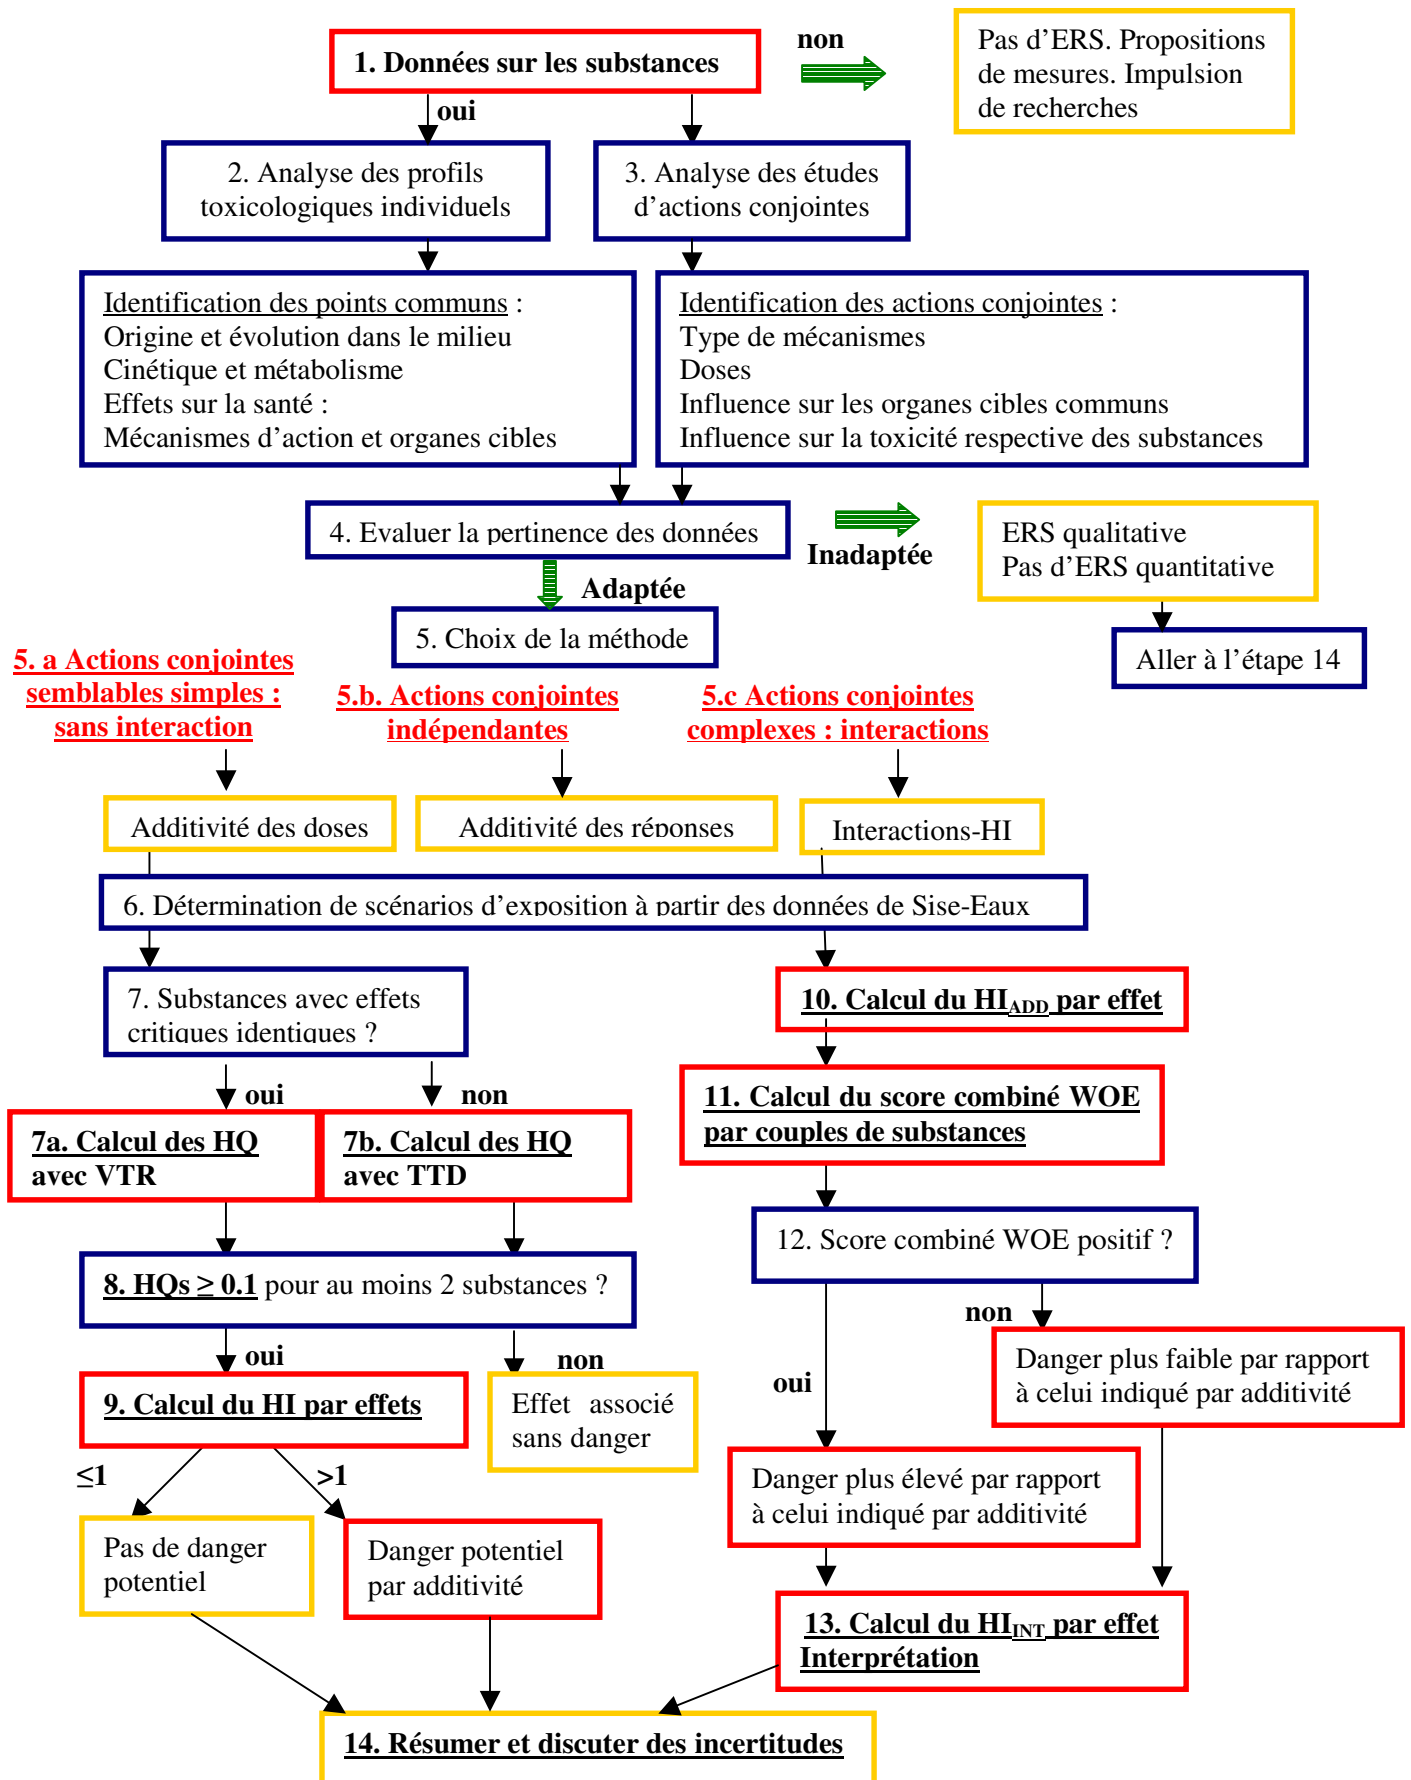 1. Données sur les substances
non
Pas d'ERS. Propositions
de mesures. Impulsion
de recherches
oui
2. Analyse des profils
toxicologiques individuels
3. Analyse des études
d'actions conjointes
Identification des points communs :
Origine et évolution dans le milieu
Cinétique et métabolisme
Effets sur la santé :
Mécanismes d'action et organes cibles
Identification des actions conjointes :
Type de mécanismes
Doses
Influence sur les organes cibles communs
Influence sur la toxicité respective des substances
4. Evaluer la pertinence des données
Inadaptée
ERS qualitative
Pas d'ERS quantitative
Adaptée
5. Choix de la méthode
Aller à l'étape 14
5. a Actions conjointes
semblables simples :
sans interaction
5.b. Actions conjointes
indépendantes
5.c Actions conjointes
complexes : interactions
Additivité des doses
Additivité des réponses
Interactions-HI
6. Détermination de scénarios d'exposition à partir des données de Sise-Eaux
7. Substances avec effets
critiques identiques ?
10. Calcul du HIADD par effet
oui
non
11. Calcul du score combiné WOE
par couples de substances
7a. Calcul des HQ
avec VTR
7b. Calcul des HQ
avec TTD
12. Score combiné WOE positif ?
8. HQs ≥ 0.1 pour au moins 2 substances ?
non
oui
non
Danger plus faible par rapport
à celui indiqué par additivité
oui
9. Calcul du HI par effets
Effet associé
sans danger
≤1
>1
Danger plus élevé par rapport
à celui indiqué par additivité
Pas de danger
potentiel
Danger potentiel
par additivité
13. Calcul du HIINT par effet
Interprétation
14. Résumer et discuter des incertitudes